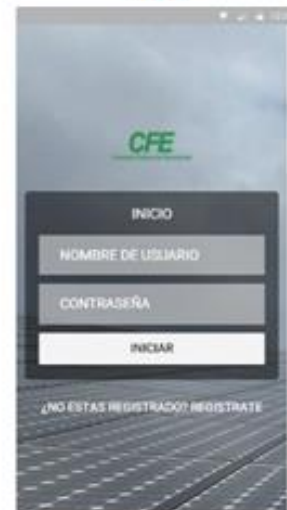 CFE
INICIO
NOMBRE DE USUARIO
CONTRASEÑA
INICIAR
¿NO ESTAS REGISTRADO? REGISTRATE